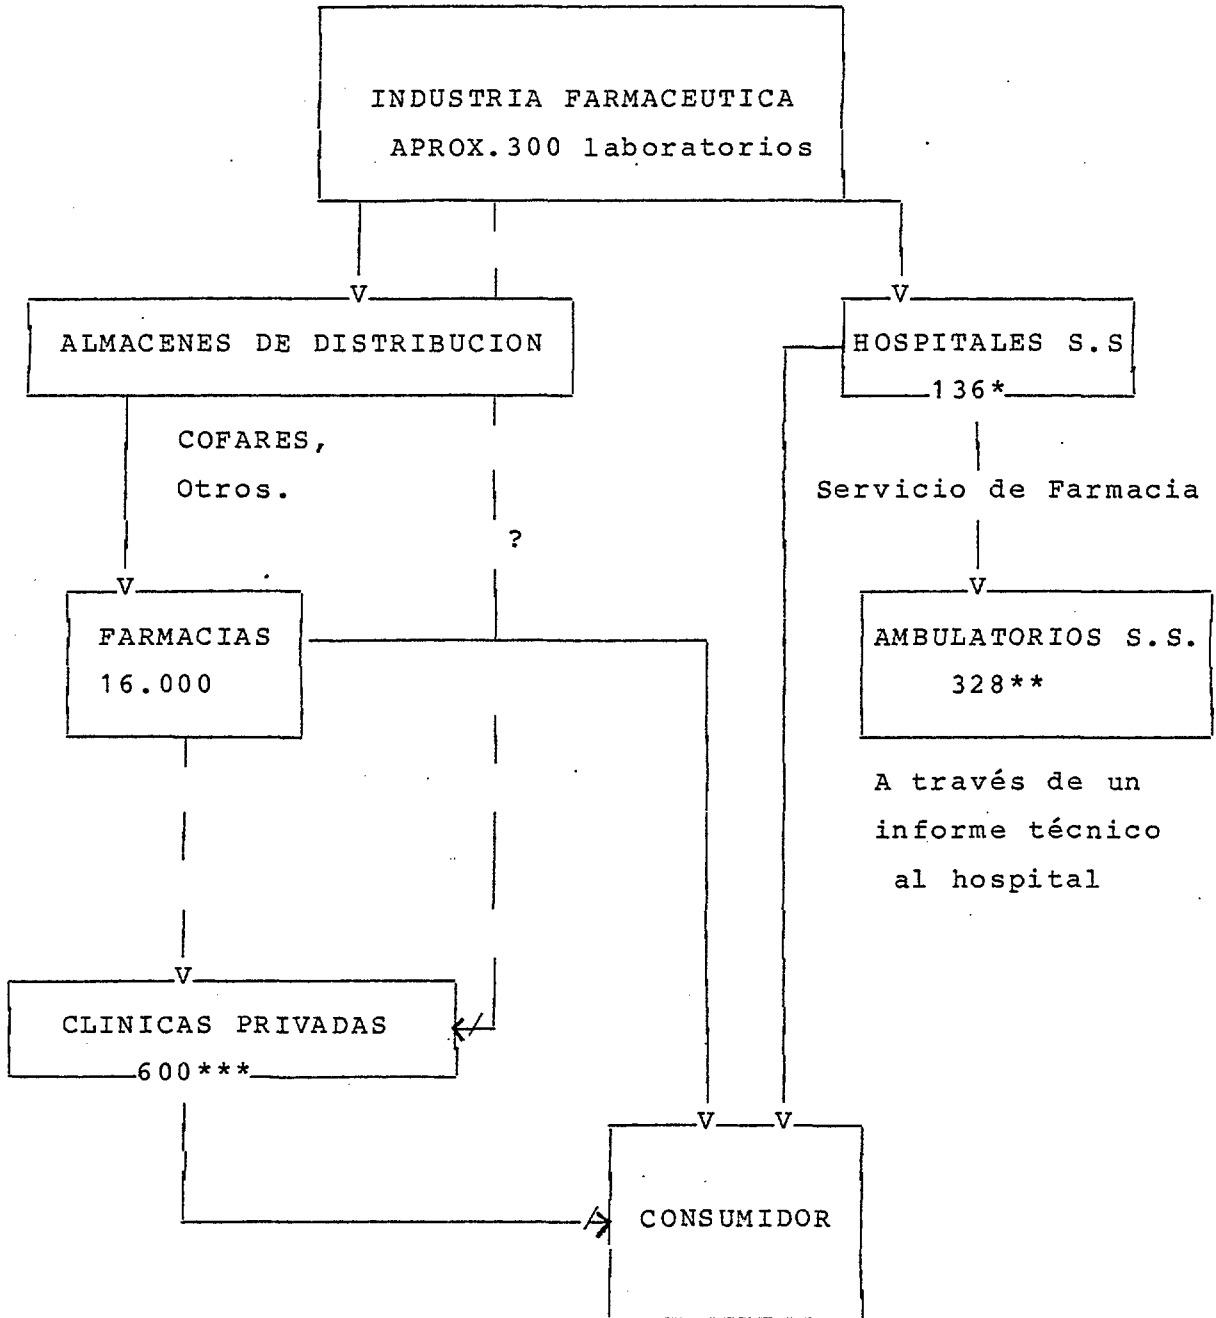 INDUSTRIA FARMACEUTICA
APROX.300 laboratorios
ALMACENES DE DISTRIBUCION
HOSPITALES S.S
136*
COFARES,
Otros.
Servicio de Farmacia
?
FARMACIAS
16.000
AMBULATORIOS S.S.
328**
A través de un
informe técnico
al hospital
CLINICAS PRIVADAS
600***
CONSUMIDOR